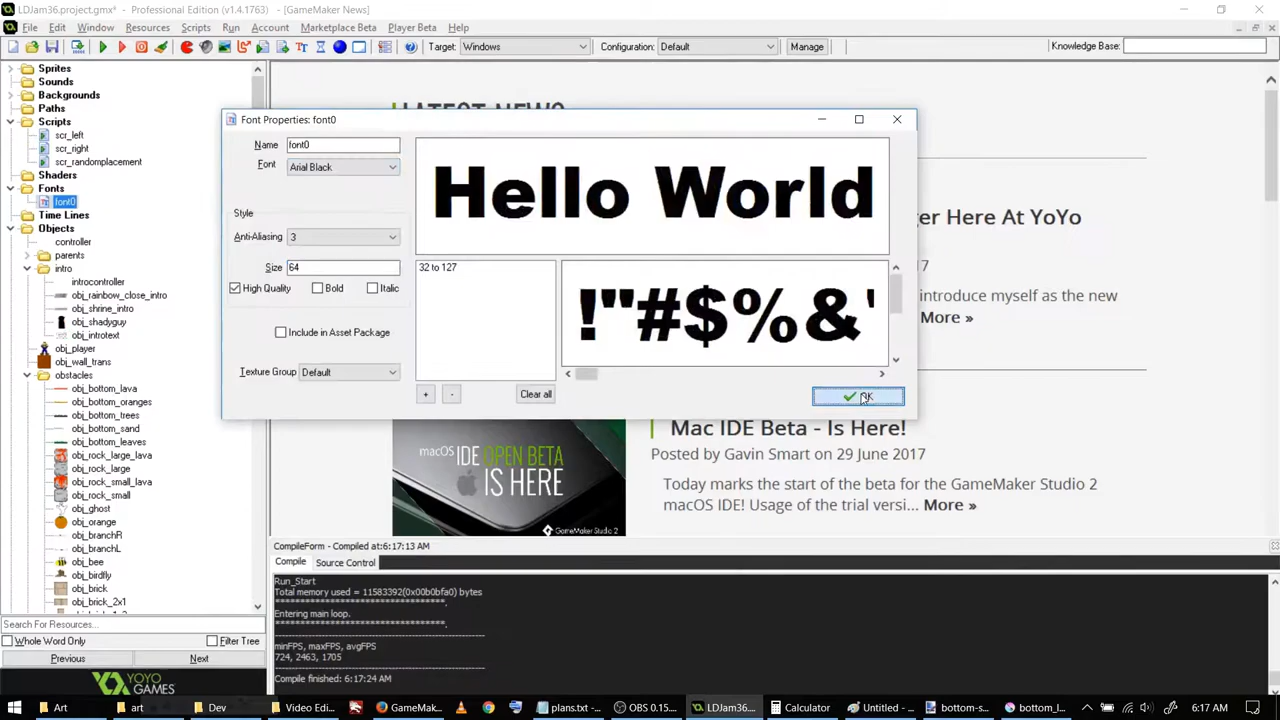 LDJam36.project.gmx* - Professional Edition (v1.4.1763) - [GameMaker News]
File Edit Window Resources Scripts Run Account Marketplace Beta Player Beta Help
Target: Windows Configuration: Default Manage Knowledge Base:
Sprites
Sounds
Backgrounds
Paths
Scripts
scr_left
scr_right
scr_randomplacement
Shaders
Fonts
font0
Time Lines
Objects
controller
parents
intro
introcontroller
obj_rainbow_close_intro
obj_shrine_intro
obj_shadyguy
obj_introtext
obj_player
obj_wall_trans
obstacles
obj_bottom_lava
obj_bottom_oranges
obj_bottom_trees
obj_bottom_sand
obj_bottom_leaves
obj_rock_large_lava
obj_rock_large
obj_rock_small_lava
obj_rock_small
obj_ghost
obj_orange
obj_branchR
obj_branchL
obj_bee
obj_birdfly
obj_brick
obj_brick_2x1
Search For Resources...
Whole Word Only Filter Tree
Previous Next
YOYO
GAMES™
LATEST NEWS
Font Properties: font0
Name font0
Font Arial Black
Style
Anti-Aliasing 3
Size 64
High Quality Bold Italic
Include in Asset Package
Texture Group Default
Hello World
32 to 127
!"#$%&'
+ - Clear all
OK
er Here At YoYo
17
introduce myself as the new
More »
macOS IDE OPEN BETA
IS HERE
GameMaker Studio 2
Mac IDE Beta - Is Here!
Posted by Gavin Smart on 29 June 2017
Today marks the start of the beta for the GameMaker Studio 2
macOS IDE! Usage of the trial versi... More »
CompileForm - Compiled at:6:17:13 AM
Compile Source Control
Run_Start
Total memory used = 11583392(0x00b0bfa0) bytes
**********************************.
Entering main loop.
**********************************.
minFPS, maxFPS, avgFPS
724, 2463, 1705
Compile finished: 6:17:24 AM
Art art Dev Video Edi... GameMa... plans.txt -... OBS 0.15.... LDJam36.... Calculator Untitled - ... bottom-s... bottom_l... 6:17 AM